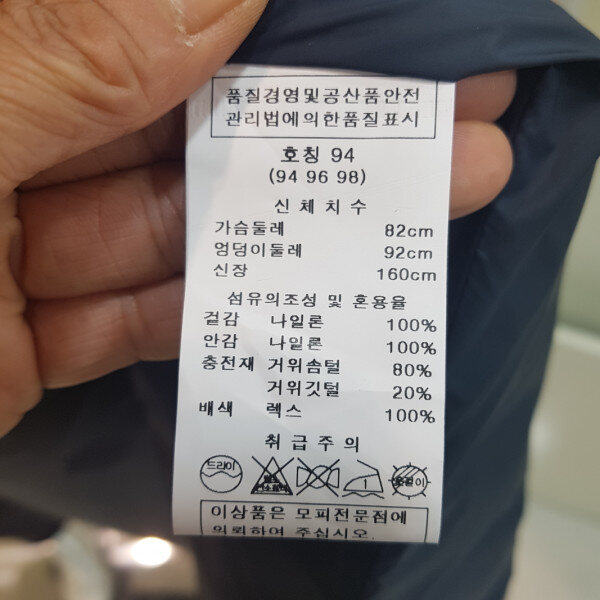 품질경영및공산품안전
관리법에의한품질표시
호칭 94
(94 96 98)
신체치수
가슴둘레 82cm
엉덩이둘레 92cm
신장 160cm
섬유의조성 및 혼용율
겉감 나일론 100%
안감 나일론 100%
충전재 거위솜털 80%
거위깃털 20%
배색 렉스 100%
취급주의
드라이
이상품은 모피전문점에
의뢰하여 주십시오.